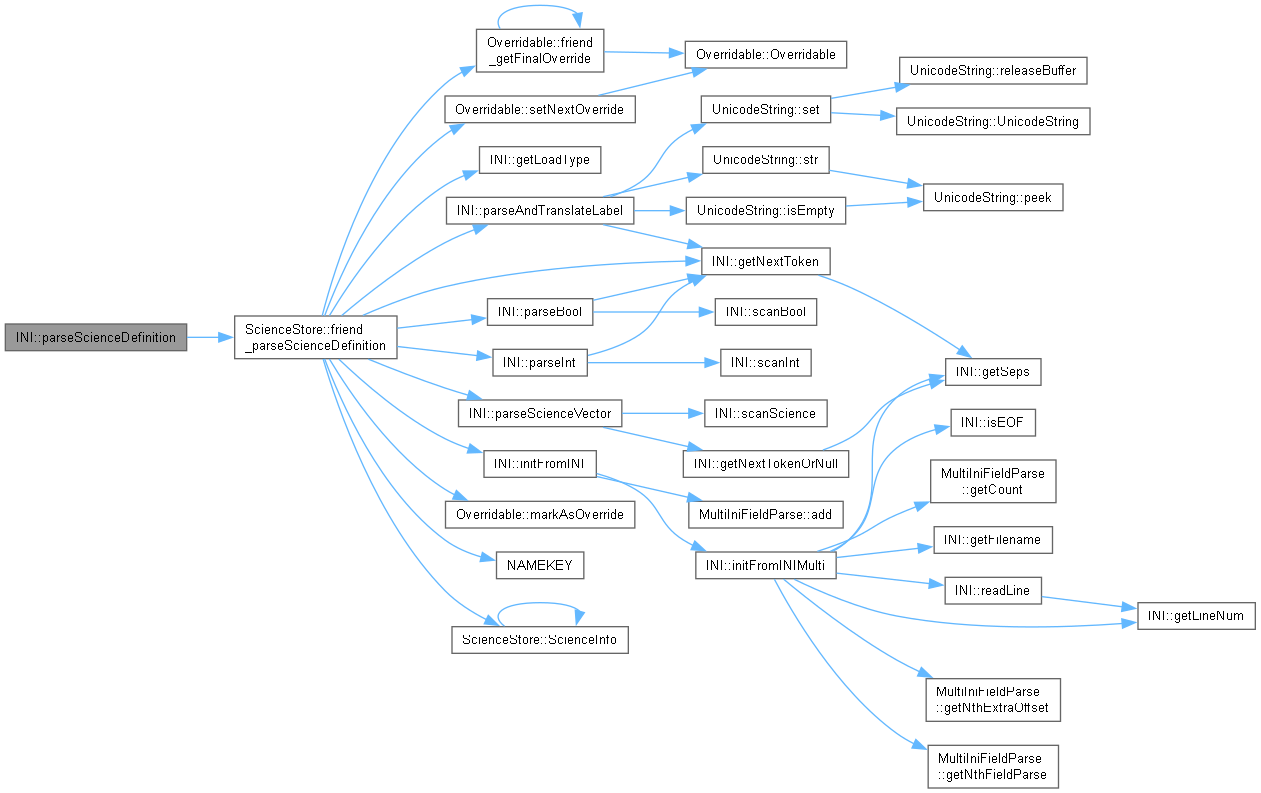 INI::parseScienceDefinition
ScienceStore::friend
_parseScienceDefinition
Overridable::friend
_getFinalOverride
Overridable::setNextOverride
INI::getLoadType
INI::parseAndTranslateLabel
INI::parseBool
INI::parseInt
INI::parseScienceVector
INI::initFromINI
Overridable::markAsOverride
NAMEKEY
ScienceStore::ScienceInfo
Overridable::Overridable
UnicodeString::set
UnicodeString::str
UnicodeString::isEmpty
INI::getNextToken
INI::scanBool
INI::scanInt
INI::scanScience
INI::getNextTokenOrNull
MultiIniFieldParse::add
INI::initFromINIMulti
UnicodeString::releaseBuffer
UnicodeString::UnicodeString
UnicodeString::peek
INI::getSeps
INI::isEOF
MultiIniFieldParse
::getCount
INI::getFilename
INI::readLine
INI::getLineNum
MultiIniFieldParse
::getNthExtraOffset
MultiIniFieldParse
::getNthFieldParse